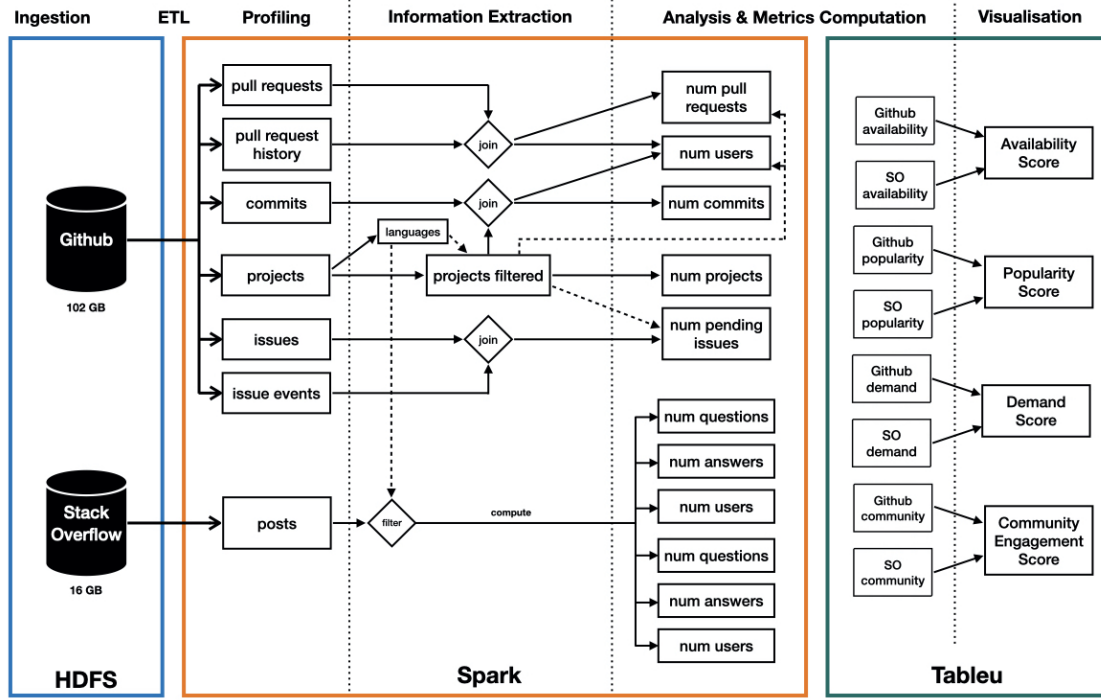 Ingestion
ETL
Profiling
Information Extraction
Analysis & Metrics Computation
Visualisation
pull requests
pull request
history
commits
projects
issues
issue events
posts
Github
102 GB
Stack
Overflow
16 GB
languages
projects filtered
join
join
join
filter
compute
num pull
requests
num users
num commits
num projects
num pending
issues
num questions
num answers
num users
num questions
num answers
num users
Github
availability
SO
availability
Availability
Score
Github
popularity
SO
popularity
Popularity
Score
Github
demand
SO
demand
Demand
Score
Github
community
SO
community
Community
Engagement
Score
HDFS
Spark
Tableu